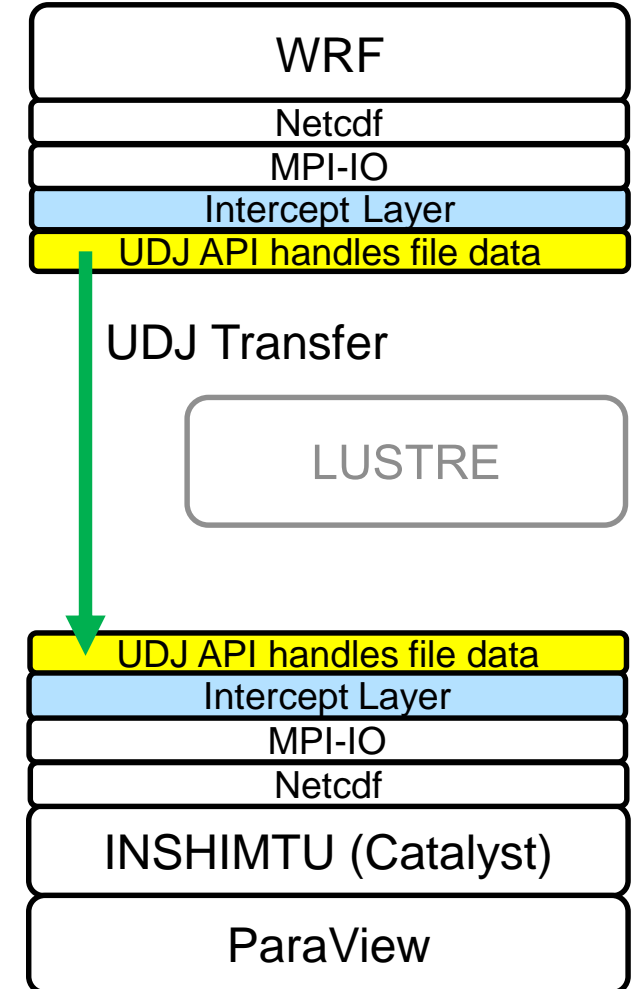 WRF
Netcdf
MPI-IO
Intercept Layer
UDJ API handles file data
UDJ Transfer
LUSTRE
UDJ API handles file data
Intercept Layer
MPI-IO
Netcdf
INSHIMTU (Catalyst)
ParaView